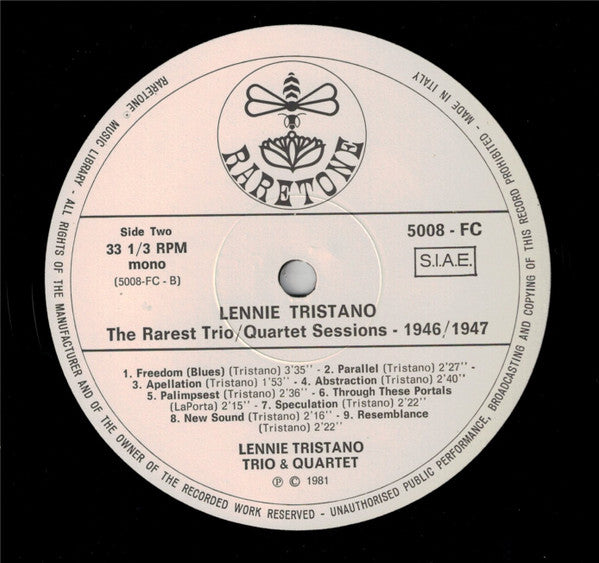 RARETONE
RARETONE® MUSIC LIBRARY - ALL RIGHTS OF THE MANUFACTURER AND OF THE OWNER OF THE RECORDED WORK RESERVED - UNAUTHORISED PUBLIC PERFORMANCE, BROADCASTING AND COPYING OF THIS RECORD PROHIBITED - MADE IN ITALY
Side Two
33 1/3 RPM
mono
(5008-FC - B)
5008 - FC
S.I.A.E.
LENNIE TRISTANO
The Rarest Trio/Quartet Sessions - 1946/1947
1. Freedom (Blues) (Tristano) 3'35'' - 2. Parallel (Tristano) 2'27'' -
3. Apellation (Tristano) 1'53'' - 4. Abstraction (Tristano) 2'40''
5. Palimpsest (Tristano) 2'36'' - 6. Through These Portals
(LaPorta) 2'15'' - 7. Speculation (Tristano) 2'22''
8. New Sound (Tristano) 2'16'' - 9. Resemblance
(Tristano) 2'22''
LENNIE TRISTANO
TRIO & QUARTET
℗ © 1981